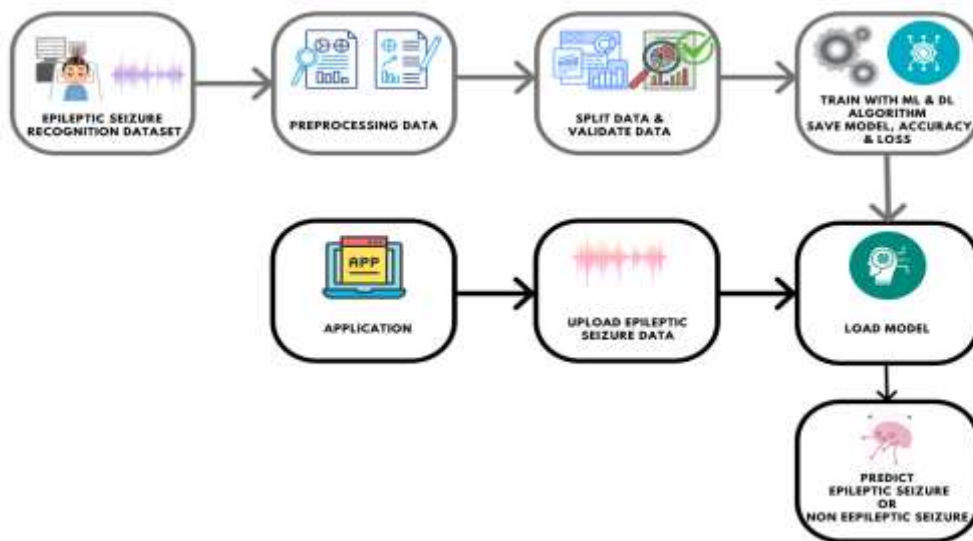 EPILEPTIC SEIZURE
RECOGNITION DATASET
PREPROCESSING DATA
SPLIT DATA &
VALIDATE DATA
TRAIN WITH ML & DL
ALGORITHM
SAVE MODEL, ACCURACY
& LOSS
APP
APPLICATION
UPLOAD EPILEPTIC
SEIZURE DATA
LOAD MODEL
PREDICT
EPILEPTIC SEIZURE
OR
NON EEPILEPTIC SEIZURE